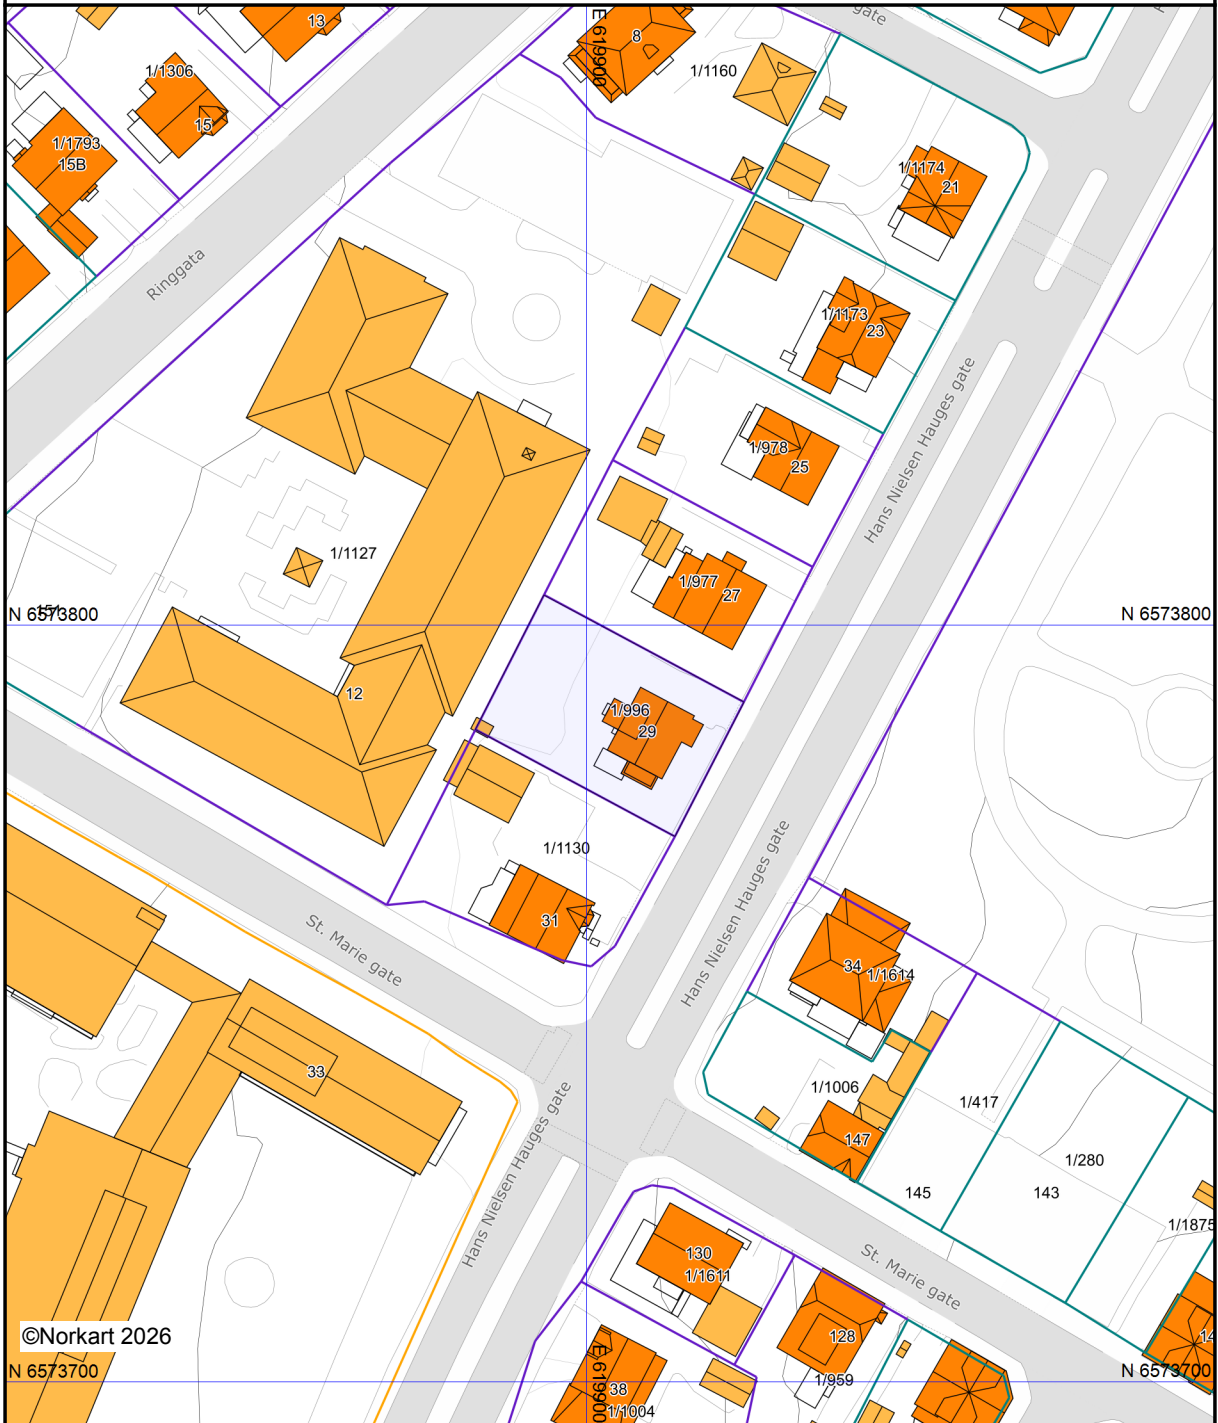 13
8
gate
E 619900
1/1306
1/1160
15
1/1793
15B
1/1174
21
Ringgata
1/1173
23
Hans Nielsen Hauges gate
1/978
25
1/1127
1/977
27
N 6573800
N 6573800
12
1/996
29
1/1130
31
Hans Nielsen Hauges gate
St. Marie gate
34
1/1614
33
1/1006
1/417
147
1/280
145
143
Hans Nielsen Hauges gate
1/1875
130
1/1611
St. Marie gate
©Norkart 2026
128
14
N 6573700
N 6573700
1/959
E 619900
38
1/1004